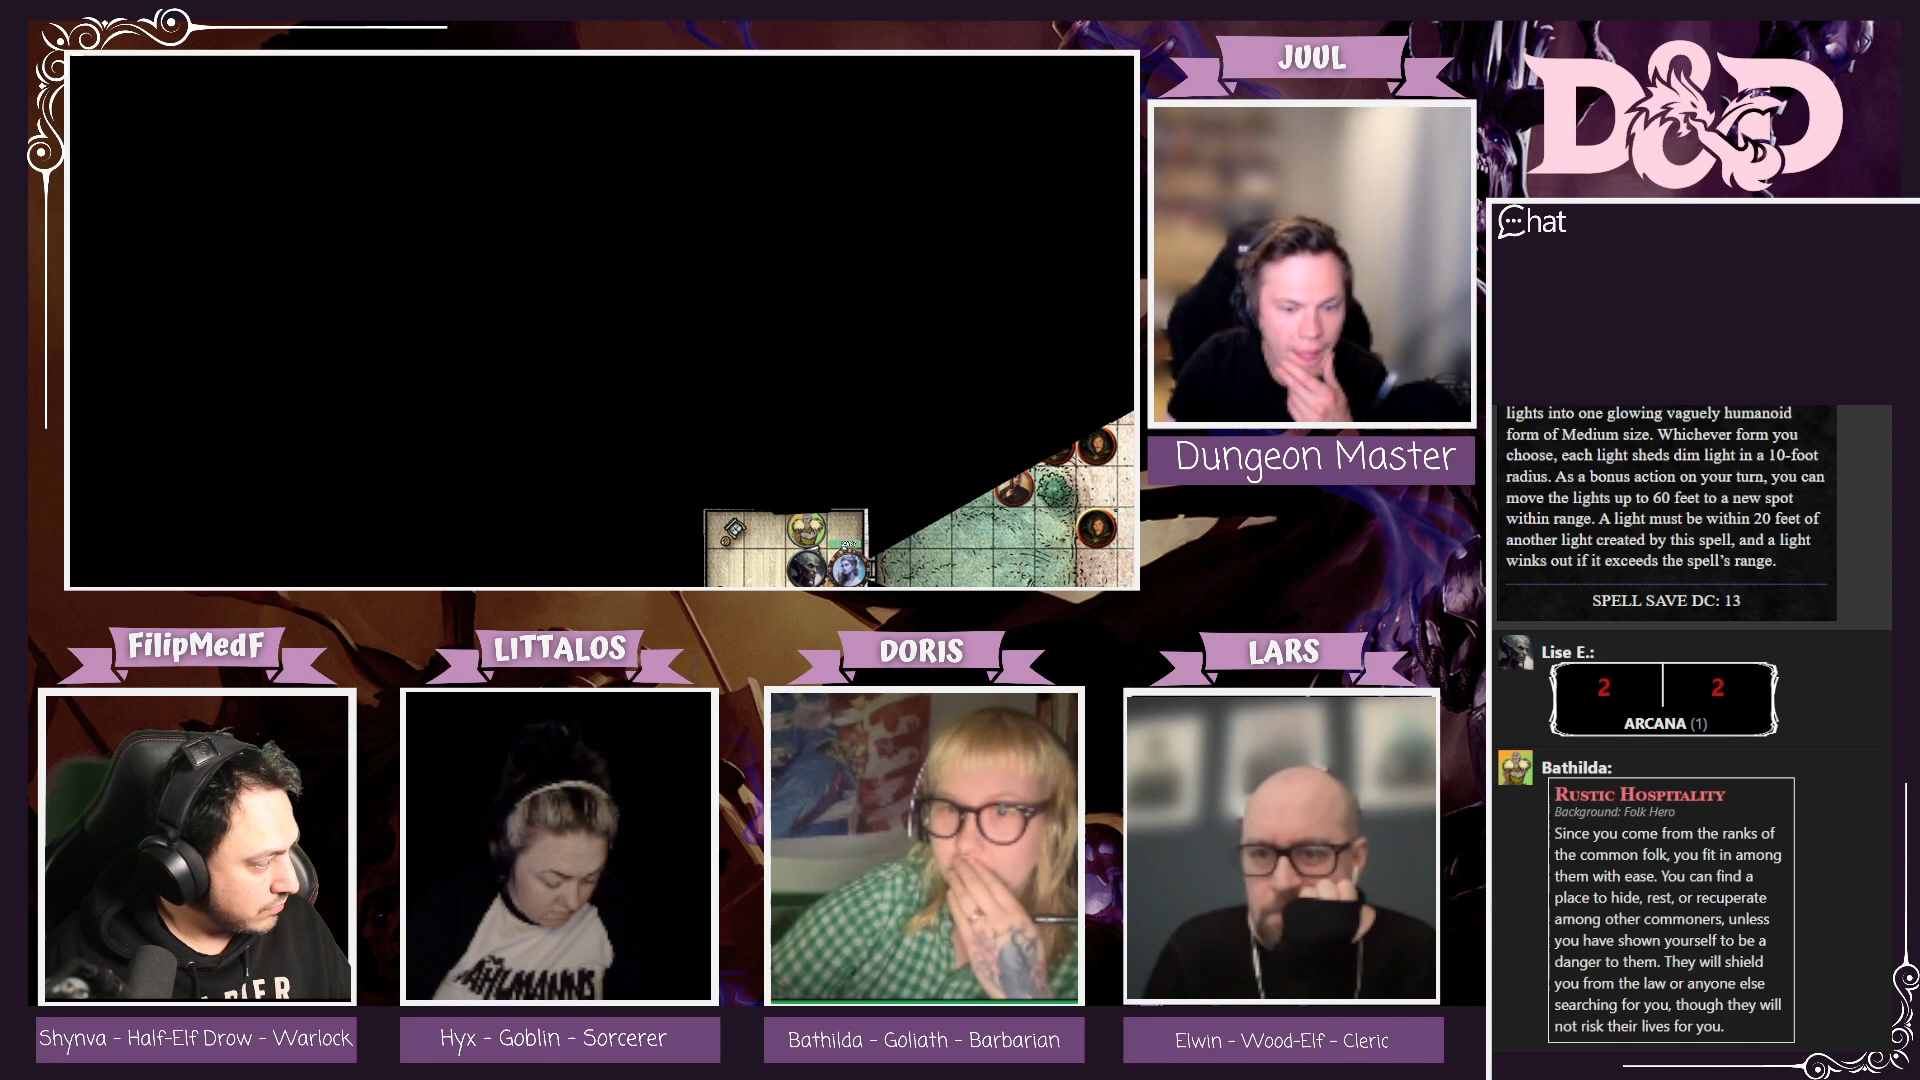 JUUL
D&D
Dungeon Master
Chat
lights into one glowing vaguely humanoid
form of Medium size. Whichever form you
choose, each light sheds dim light in a 10-foot
radius. As a bonus action on your turn, you can
move the lights up to 60 feet to a new spot
within range. A light must be within 20 feet of
another light created by this spell, and a light
winks out if it exceeds the spell’s range.
SPELL SAVE DC: 13
Lise E.:
2 2
ARCANA (1)
Bathilda:
RUSTIC HOSPITALITY
Background: Folk Hero
Since you come from the ranks of
the common folk, you fit in among
them with ease. You can find a
place to hide, rest, or recuperate
among other commoners, unless
you have shown yourself to be a
danger to them. They will shield
you from the law or anyone else
searching for you, though they will
not risk their lives for you.
FilipMedF
LITTALOS
DORIS
LARS
Shynva - Half-Elf Drow - Warlock
Hyx - Goblin - Sorcerer
Bathilda - Goliath - Barbarian
Elwin - Wood-Elf - Cleric